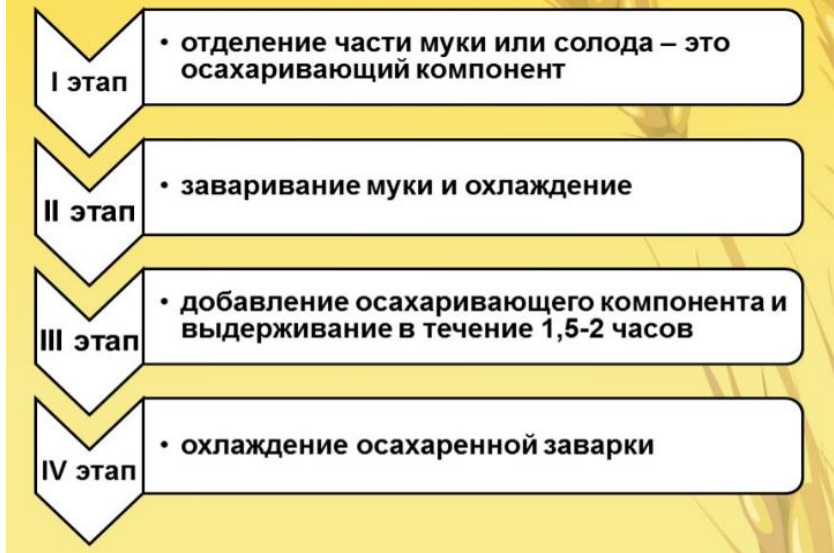 I этап
• отделение части муки или солода – это
осахаривающий компонент
II этап
• заваривание муки и охлаждение
III этап
• добавление осахаривающего компонента и
выдерживание в течение 1,5-2 часов
IV этап
• охлаждение осахаренной заварки